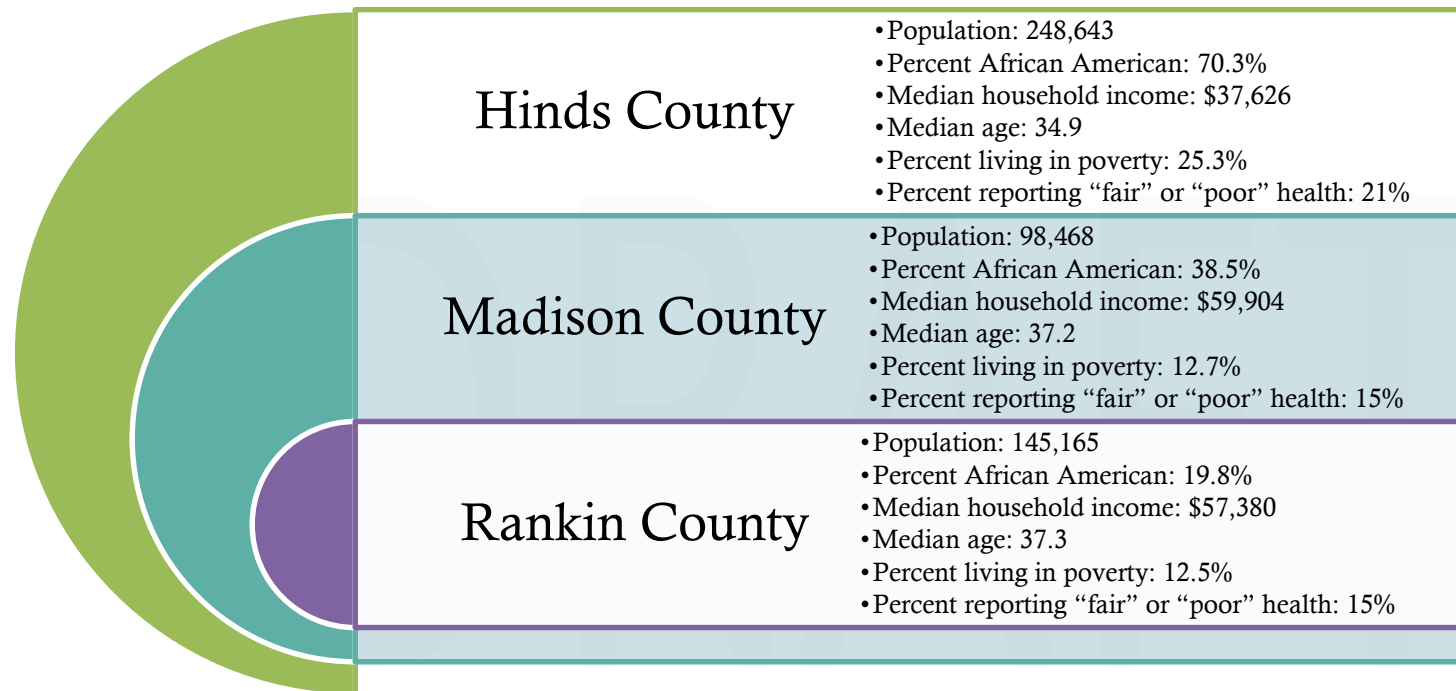 Hinds County
•Population: 248,643
•Percent African American: 70.3%
•Median household income: $37,626
•Median age: 34.9
•Percent living in poverty: 25.3%
•Percent reporting “fair” or “poor” health: 21%
Madison County
•Population: 98,468
•Percent African American: 38.5%
•Median household income: $59,904
•Median age: 37.2
•Percent living in poverty: 12.7%
•Percent reporting “fair” or “poor” health: 15%
Rankin County
•Population: 145,165
•Percent African American: 19.8%
•Median household income: $57,380
•Median age: 37.3
•Percent living in poverty: 12.5%
•Percent reporting “fair” or “poor” health: 15%